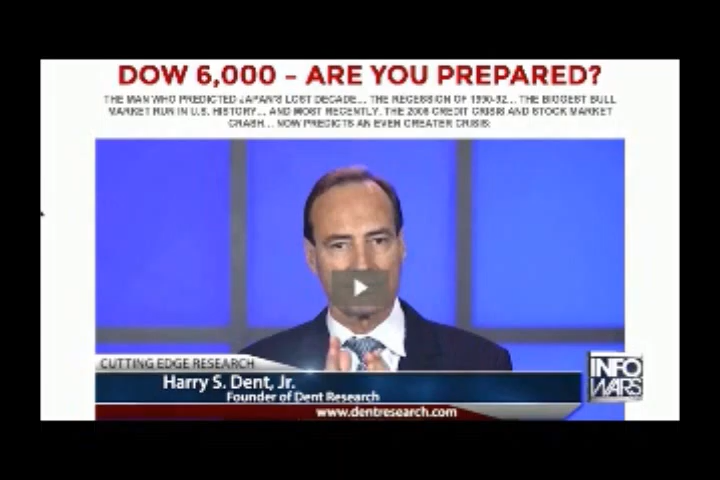 DOW 6,000 – ARE YOU PREPARED?
THE MAN WHO PREDICTED JAPAN'S LOST DECADE... THE RECESSION OF 1990-92... THE BIGGEST BULL
MARKET RUN IN U.S. HISTORY... AND MOST RECENTLY, THE 2008 CREDIT CRISIS AND STOCK MARKET
CRASH... NOW PREDICTS AN EVEN GREATER CRISIS:
CUTTING EDGE RESEARCH
Harry S. Dent, Jr.
Founder of Dent Research
www.dentresearch.com
INFO
WARS